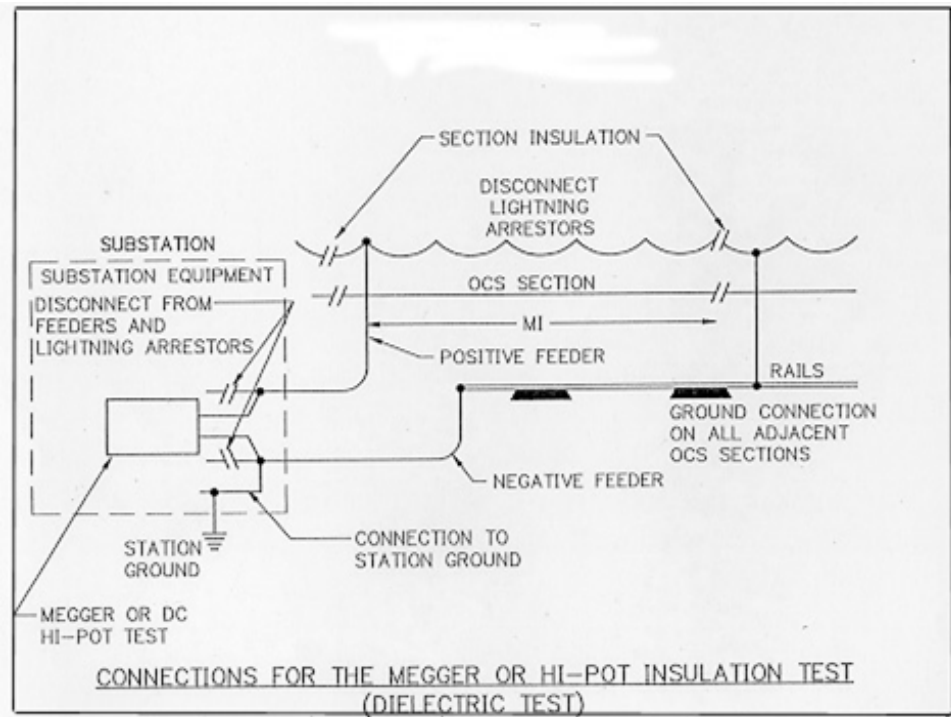 SECTION INSULATION
DISCONNECT
LIGHTNING
ARRESTORS
SUBSTATION
SUBSTATION EQUIPMENT
DISCONNECT FROM
FEEDERS AND
LIGHTNING ARRESTORS
OCS SECTION
MI
POSITIVE FEEDER
RAILS
GROUND CONNECTION
ON ALL ADJACENT
OCS SECTIONS
NEGATIVE FEEDER
STATION
GROUND
CONNECTION TO
STATION GROUND
MEGGER OR DC
HI-POT TEST
CONNECTIONS FOR THE MEGGER OR HI-POT INSULATION TEST
(DIELECTRIC TEST)